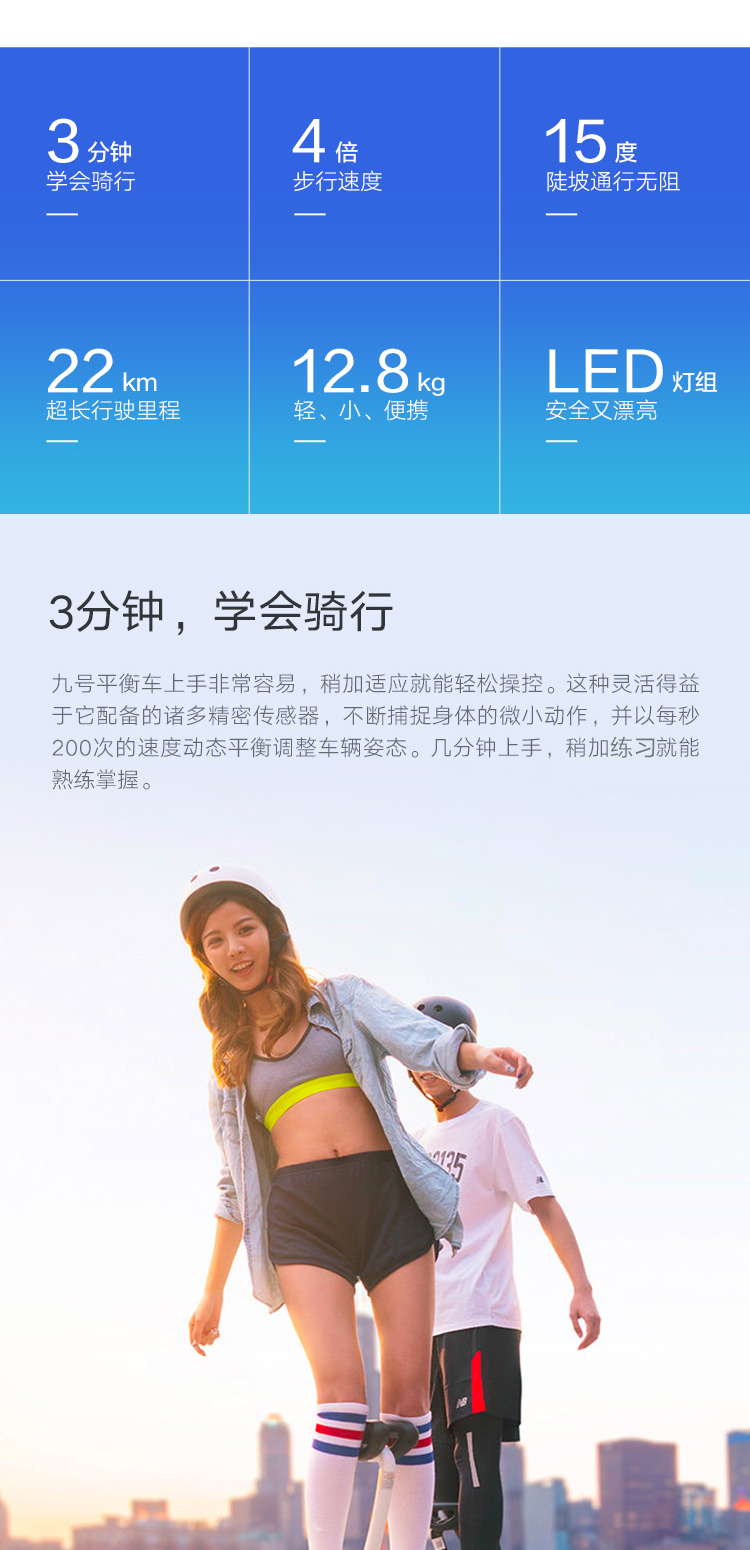 3 分钟
学会骑行
4 倍
步行速度
15 度
陡坡通行无阻
22 km
超长行驶里程
12.8 kg
轻、小、便携
LED 灯组
安全又漂亮
3分钟，学会骑行
九号平衡车上手非常容易，稍加适应就能轻松操控。这种灵活得益
于它配备的诸多精密传感器，不断捕捉身体的微小动作，并以每秒
200次的速度动态平衡调整车辆姿态。几分钟上手，稍加练习就能
熟练掌握。
NB